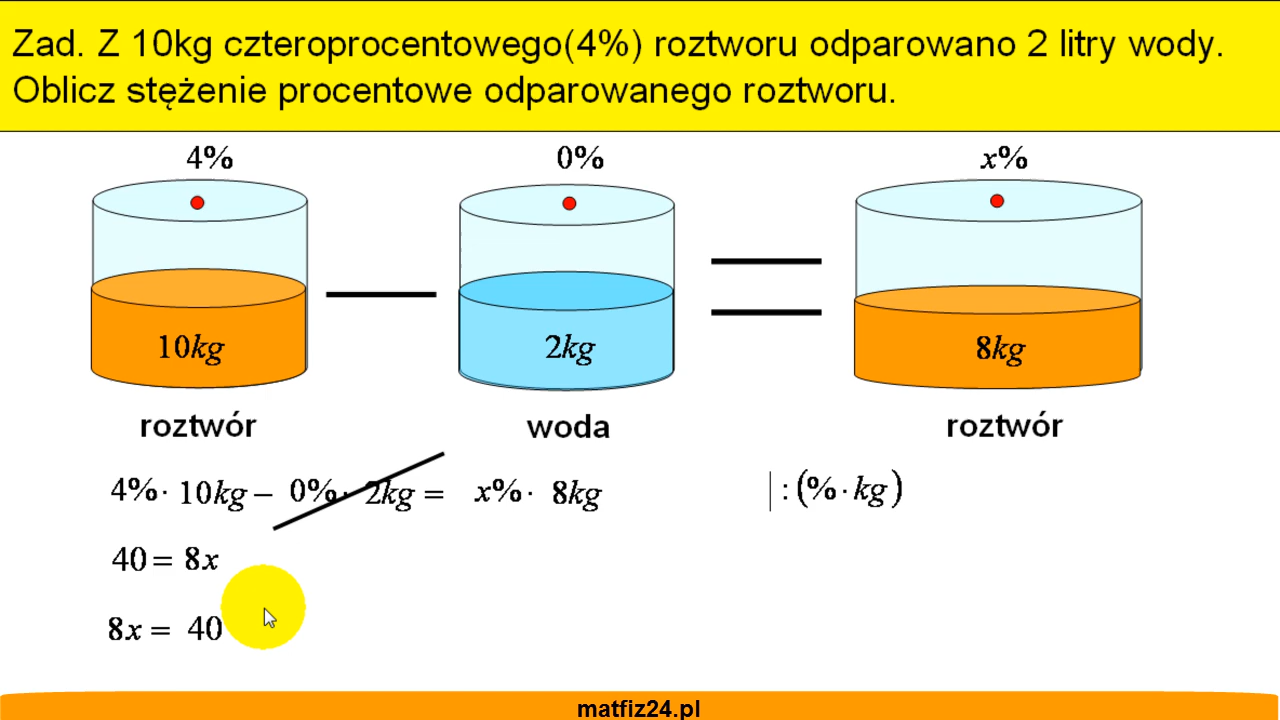 Zad. Z 10kg czteroprocentowego(4%) roztworu odparowano 2 litry wody.
Oblicz stężenie procentowe odparowanego roztworu.
4% 0% x%
10kg 2kg 8kg
roztwór woda roztwór
4%· 10kg – 0%· 2kg = x%· 8kg |:(%·kg)
40 = 8x
8x = 40
matfiz24.pl